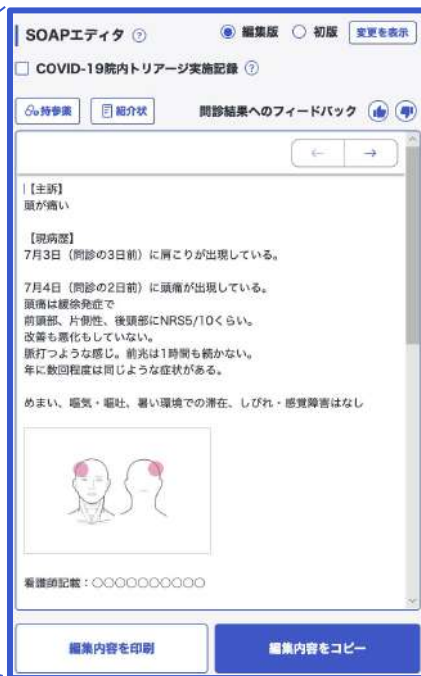 SOAPエディタ ?
編集版 初版 変更を表示
COVID-19院内トリアージ実施記録 ?
持参薬 紹介状 問診結果へのフィードバック
← →
【主訴】
頭が痛い
【現病歴】
7月3日（問診の3日前）に肩こりが出現している。
7月4日（問診の2日前）に頭痛が出現している。
頭痛は緩徐発症で
前頭部、片側性、後頭部にNRS5/10くらい。
改善も悪化もしていない。
脈打つような感じ。前兆は1時間も続かない。
年に数回程度は同じような症状がある。
めまい、嘔気・嘔吐、暑い環境での滞在、しびれ・感覚障害はなし
看護師記載：○○○○○○○○○○
編集内容を印刷 編集内容をコピー